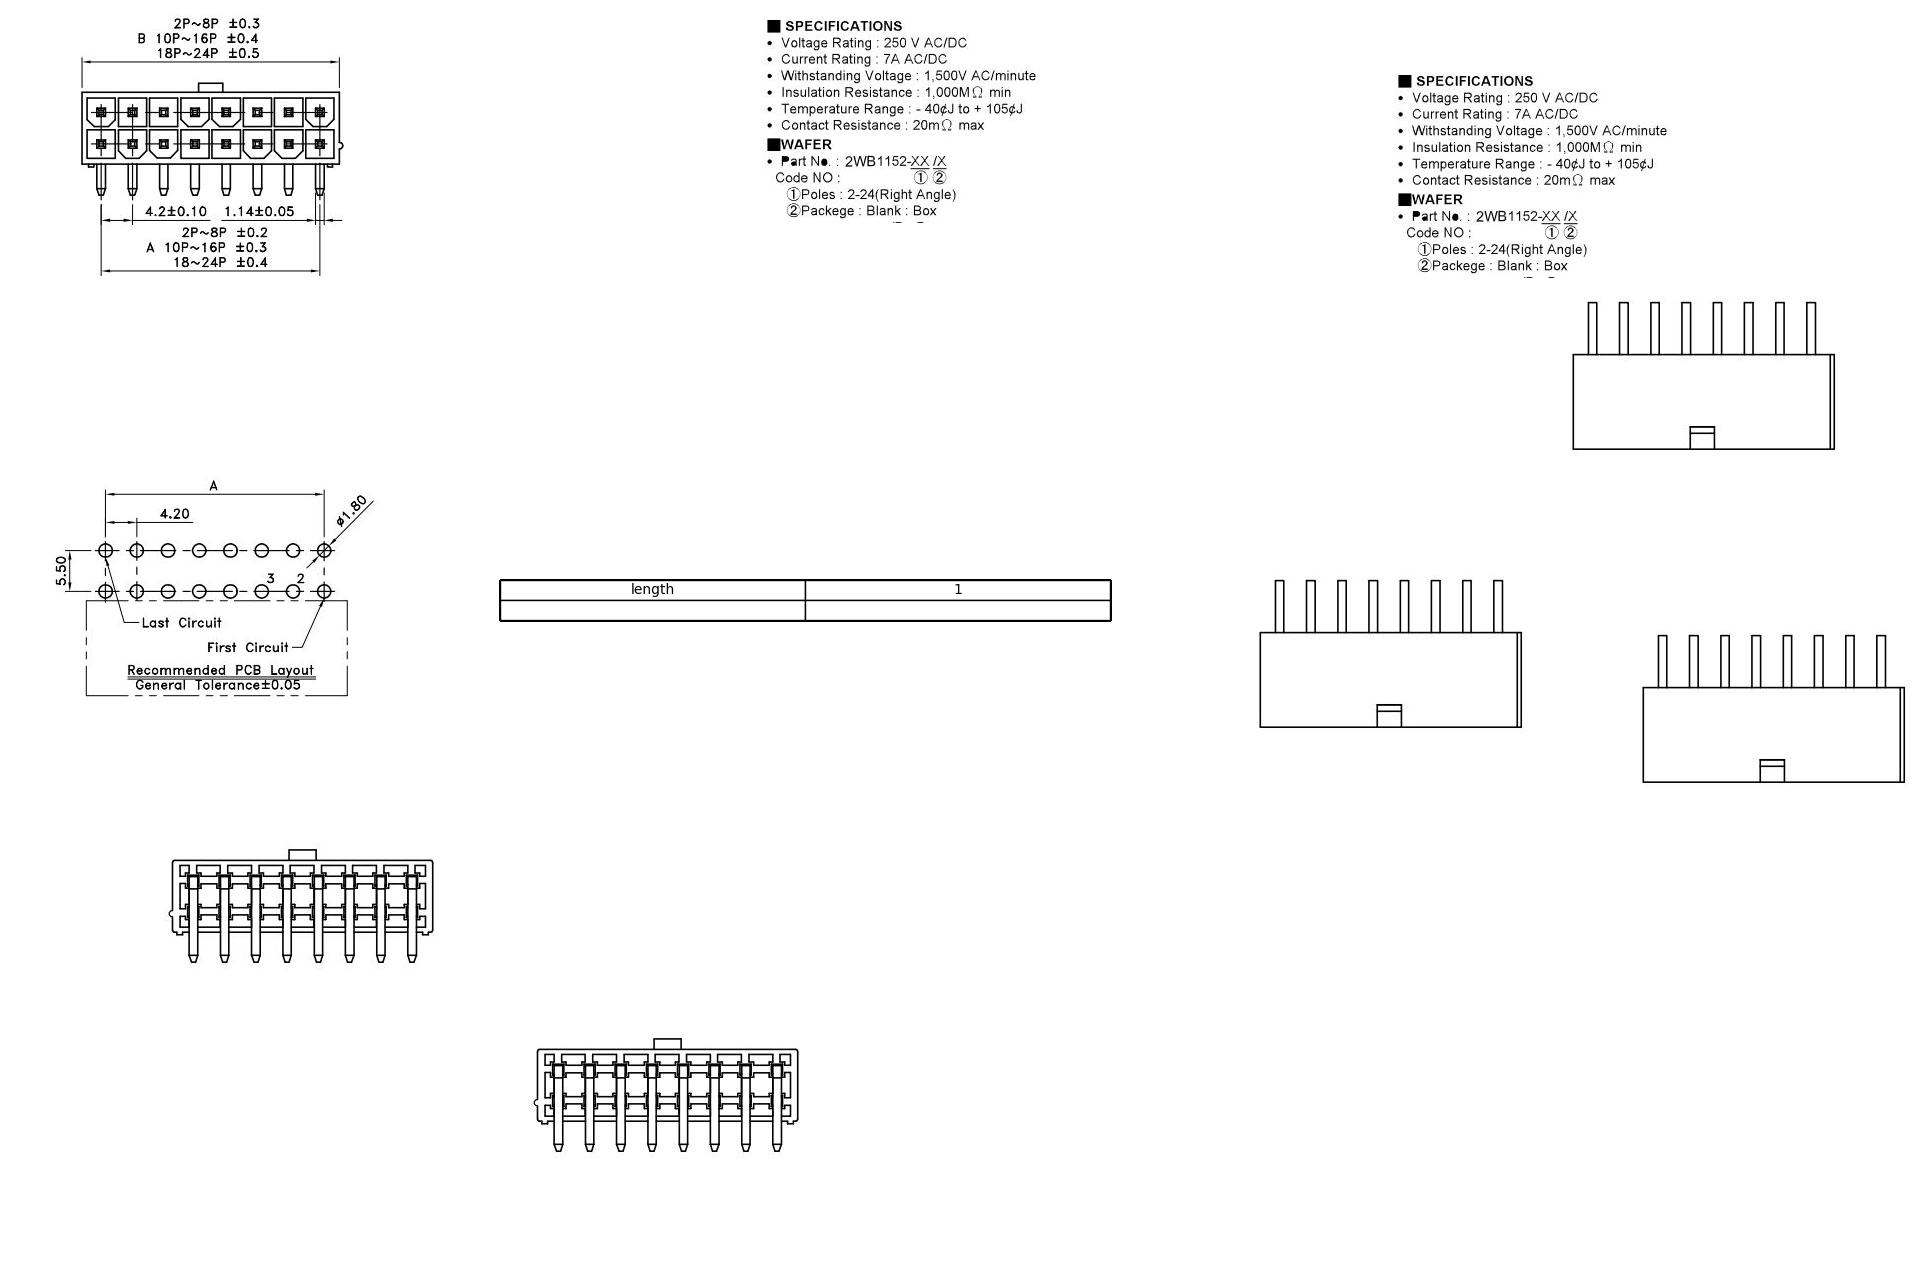 2P~8P ±0.3
B 10P~16P ±0.4
18P~24P ±0.5
4.2±0.10 1.14±0.05
2P~8P ±0.2
A 10P~16P ±0.3
18~24P ±0.4
■ SPECIFICATIONS
• Voltage Rating : 250 V AC/DC
• Current Rating : 7A AC/DC
• Withstanding Voltage : 1,500V AC/minute
• Insulation Resistance : 1,000MΩ min
• Temperature Range : - 40¢J to + 105¢J
• Contact Resistance : 20mΩ max
■WAFER
• Part No. : 2WB1152-XX /X
Code NO : ① ②
①Poles : 2-24(Right Angle)
②Packege : Blank : Box
■ SPECIFICATIONS
• Voltage Rating : 250 V AC/DC
• Current Rating : 7A AC/DC
• Withstanding Voltage : 1,500V AC/minute
• Insulation Resistance : 1,000MΩ min
• Temperature Range : - 40¢J to + 105¢J
• Contact Resistance : 20mΩ max
■WAFER
• Part No. : 2WB1152-XX /X
Code NO : ① ②
①Poles : 2-24(Right Angle)
②Packege : Blank : Box
A
4.20
ø1.80
5.50
3 2
Last Circuit
First Circuit
Recommended PCB Layout
General Tolerance±0.05
length 1